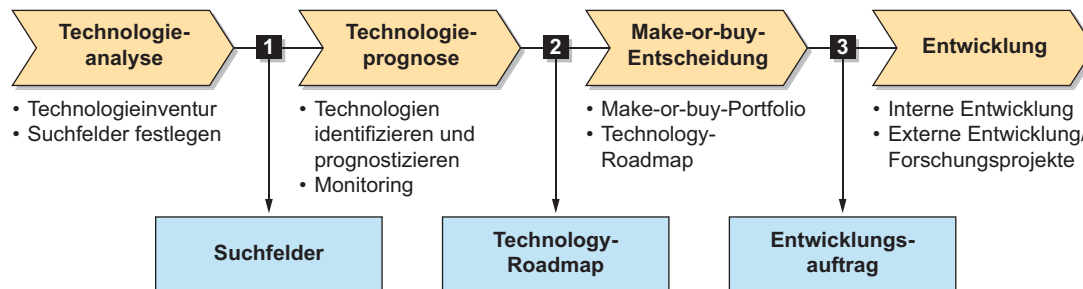 Technologie-
analyse
1
Technologie-
prognose
2
Make-or-buy-
Entscheidung
3
Entwicklung
• Technologieinventur
• Suchfelder festlegen
• Technologien
identifizieren und
prognostizieren
• Monitoring
• Make-or-buy-Portfolio
• Technology-
Roadmap
• Interne Entwicklung
• Externe Entwicklung/
Forschungsprojekte
Suchfelder
Technology-
Roadmap
Entwicklungs-
auftrag